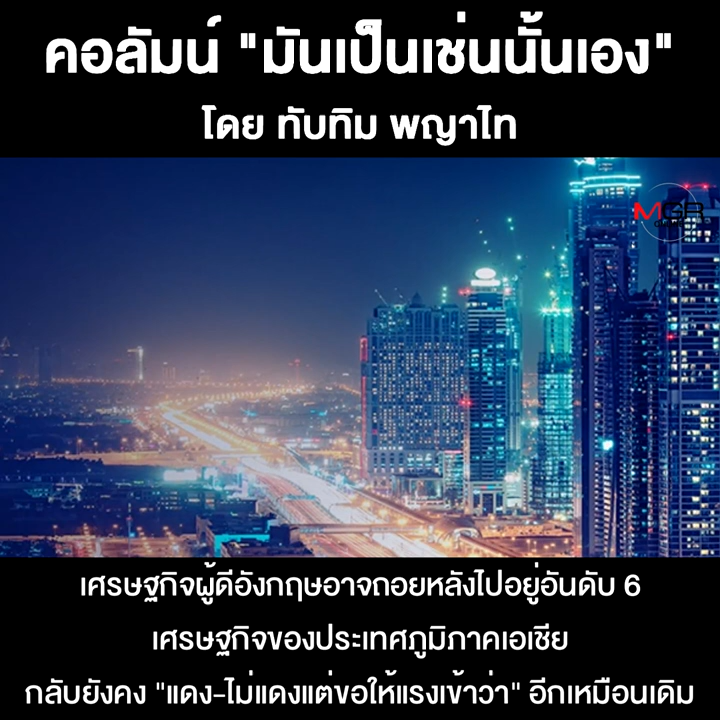 คอลัมน์ "มันเป็นเช่นนั้นเอง"
โดย ทับทิม พญาไท
MGR
เศรษฐกิจผู้ดีอังกฤษอาจถอยหลังไปอยู่อันดับ 6
เศรษฐกิจของประเทศภูมิภาคเอเชีย
กลับยังคง "แดง-ไม่แดงแต่ขอให้แรงเข้าว่า" อีกเหมือนเดิม